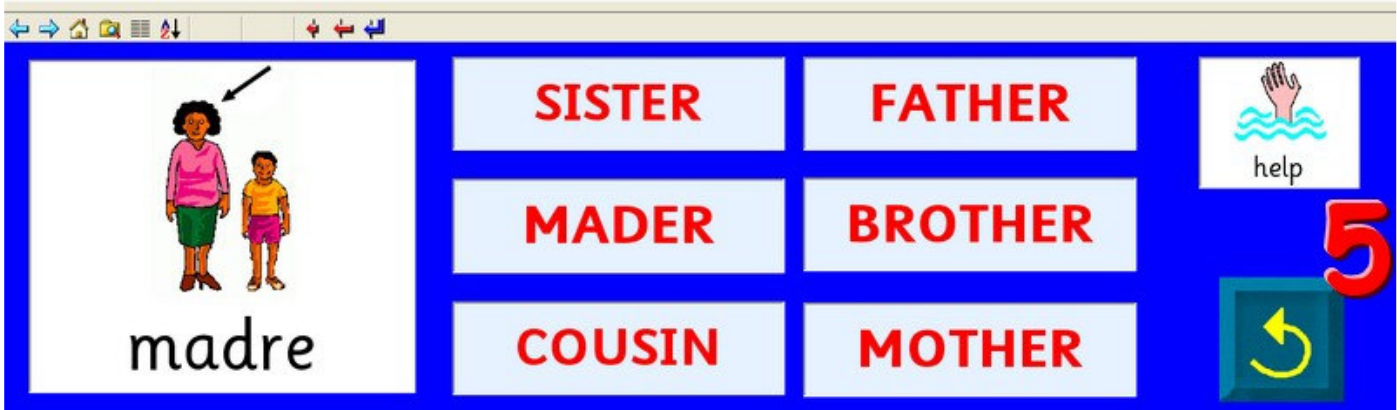 madre
SISTER
FATHER
MADER
BROTHER
COUSIN
MOTHER
help
5